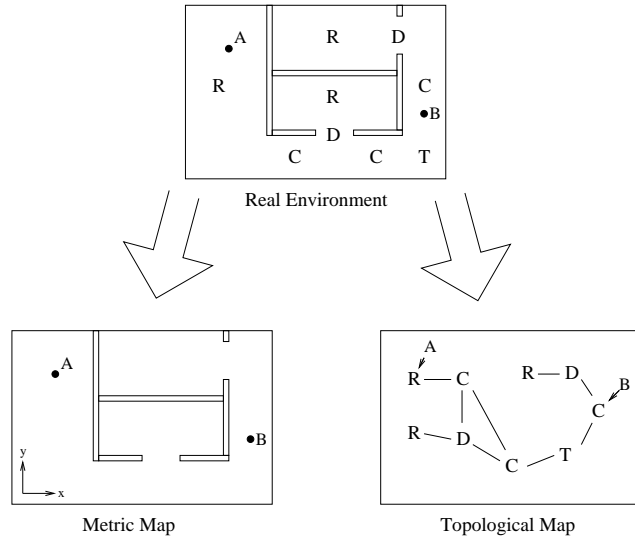 A R D
R C
R B
D
C C T
Real Environment
A
B
y
x
Metric Map
A
R C R D B
C
R D
C T
Topological Map